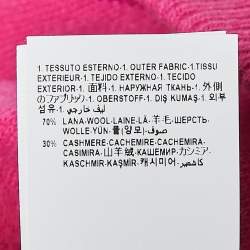 1. TESSUTO ESTERNO-1. OUTER FABRIC-1.TISSU
EXTERIEUR-1. TEJIDO EXTERNO-1. TECIDO
EXTERIOR-1. 面料-1. НАРУЖНАЯ ТКАНЬ-1. 外側
のファブリック-1. OBERSTOFF-1. DIŞ KUMAŞ-1. 외부
섬유-1. ليف خارجي
70% LANA-WOOL-LAINE-LÃ-羊毛-ШЕРСТЬ-
WOLLE-YÜN-울(양모)-صوف
30% CASHMERE-CACHEMIRE-CACHEMIRA-
CASIMIRA-山羊绒-КАШЕМИР-カシミア-
KASCHMIR-KAŞMİR-캐시미어-كاشمير